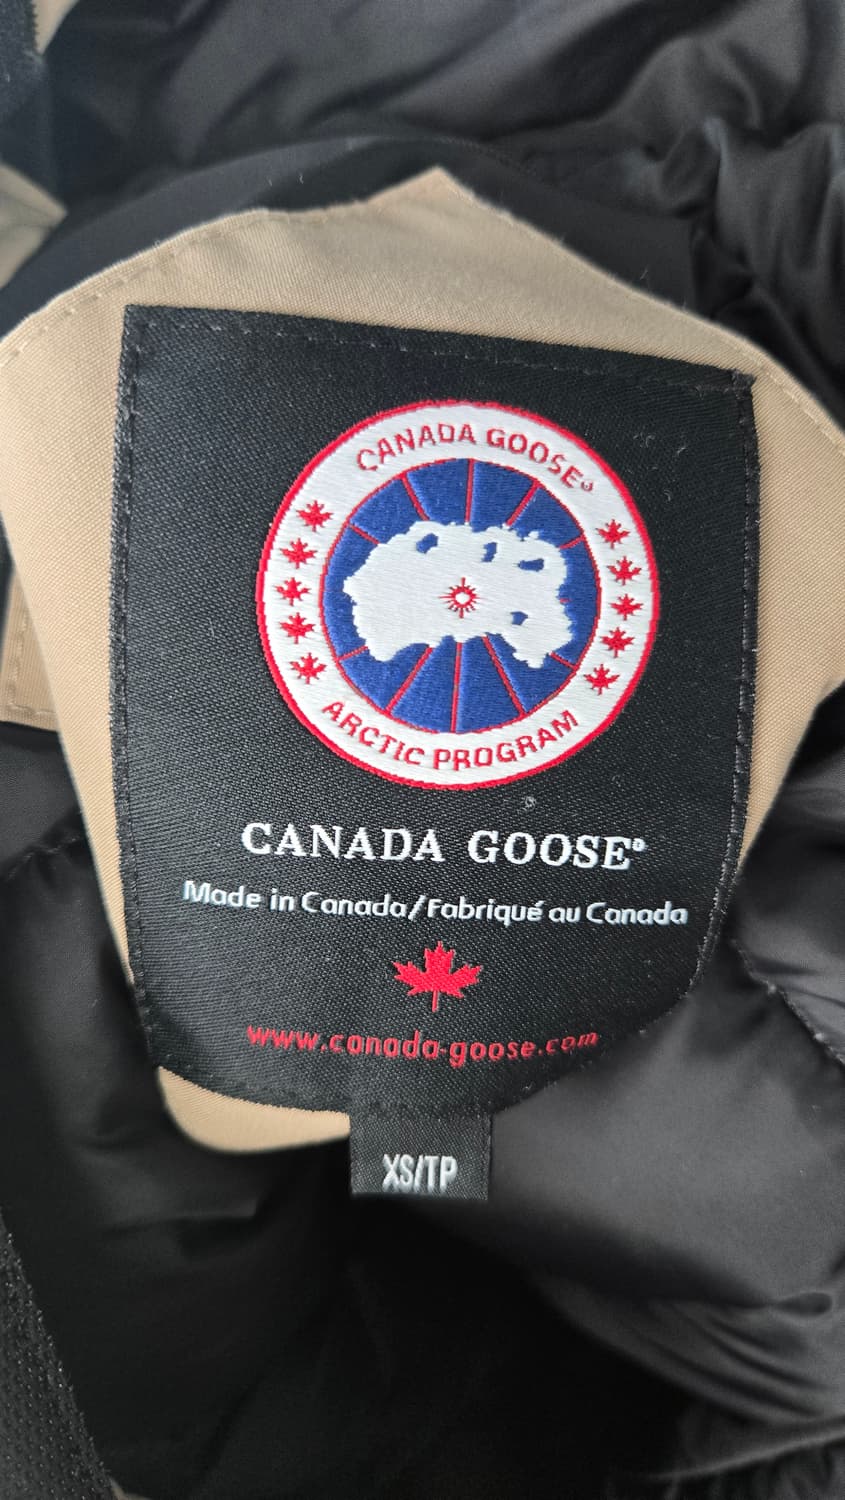 CANADA GOOSE®
ARCTIC PROGRAM
CANADA GOOSE®
Made in Canada/Fabriqué au Canada
www.canada-goose.com
XS/TP